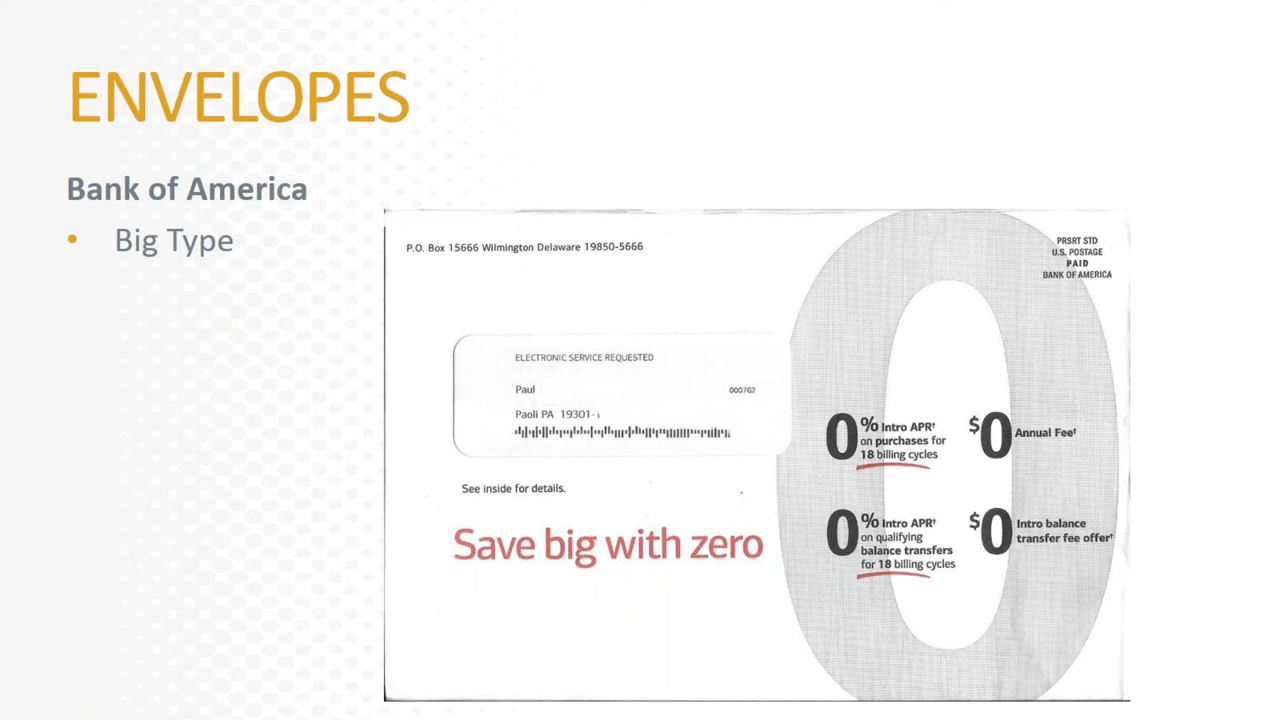 ENVELOPES
Bank of America
• Big Type
P.O. Box 15666 Wilmington Delaware 19850-5666
PRSRT STD
U.S. POSTAGE
PAID
BANK OF AMERICA
ELECTRONIC SERVICE REQUESTED
Paul
000762
Paoli PA 19301-
See inside for details.
Save big with zero
0
0% Intro APR†
on purchases for
18 billing cycles
$0 Annual Fee†
0% Intro APR†
on qualifying
balance transfers
for 18 billing cycles
$0 Intro balance
transfer fee offer†